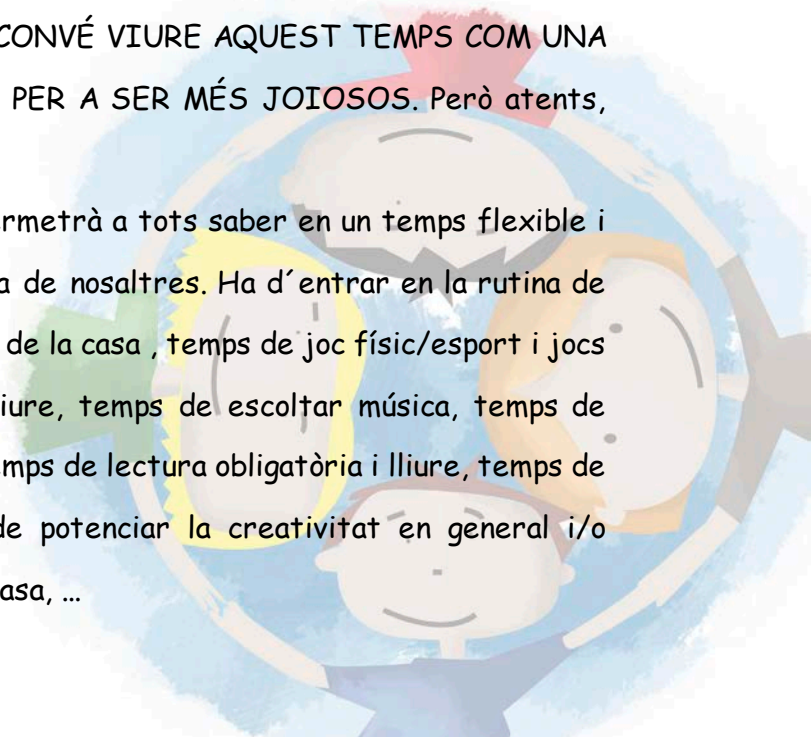 CONVÉ VIURE AQUEST TEMPS COM UNA
PER A SER MÉS JOIOSOS. Però atents,
ermetrà a tots saber en un temps flexible i
a de nosaltres. Ha d´entrar en la rutina de
de la casa , temps de joc físic/esport i jocs
iure, temps de escoltar música, temps de
emps de lectura obligatòria i lliure, temps de
de potenciar la creativitat en general i/o
asa, ...